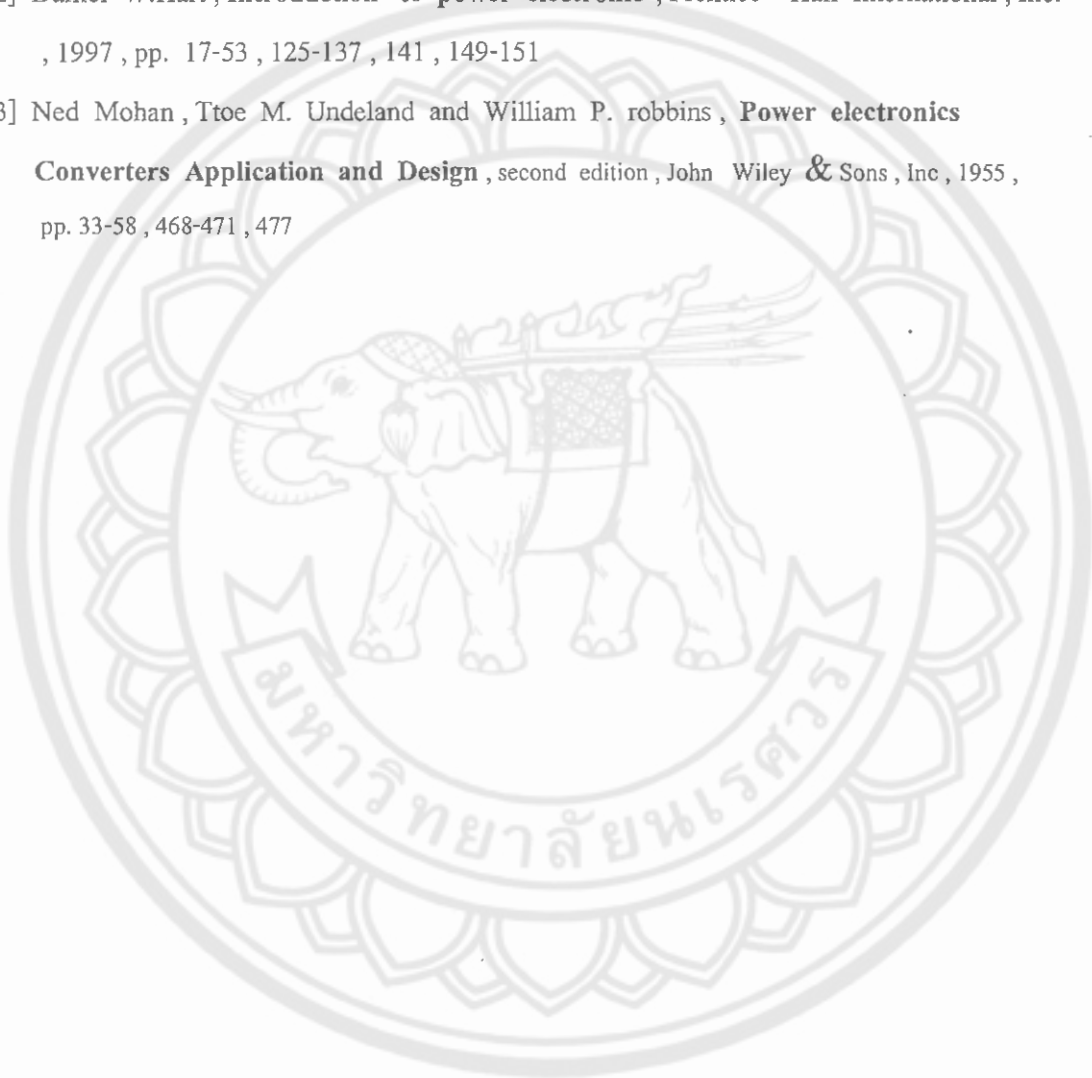 , 1997 , pp. 17-53 , 125-137 , 141 , 149-151
3] Ned Mohan , Ttoe M. Undeland and William P. robbins , Power electronics
Converters Application and Design , second edition , John Wiley & Sons , Inc , 1955 ,
pp. 33-58 , 468-471 , 477
มหาวิทยาลัยนเรศวร